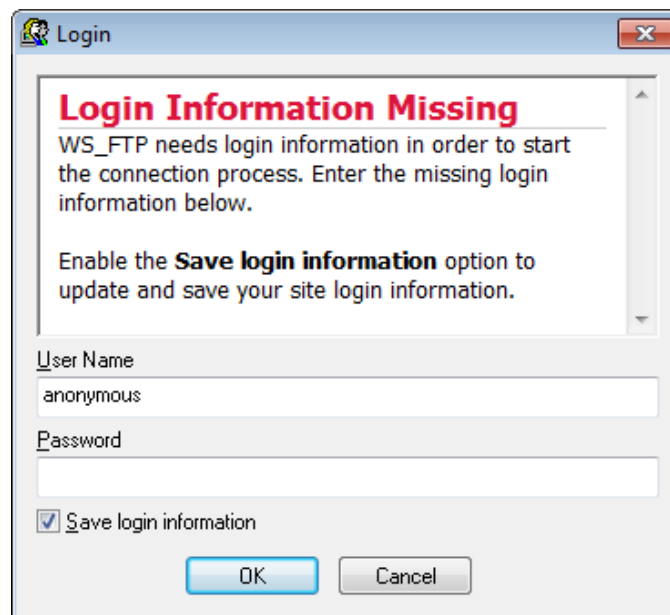 Login
Login Information Missing
WS_FTP needs login information in order to start
the connection process. Enter the missing login
information below.
Enable the Save login information option to
update and save your site login information.
User Name
anonymous
Password
Save login information
OK Cancel